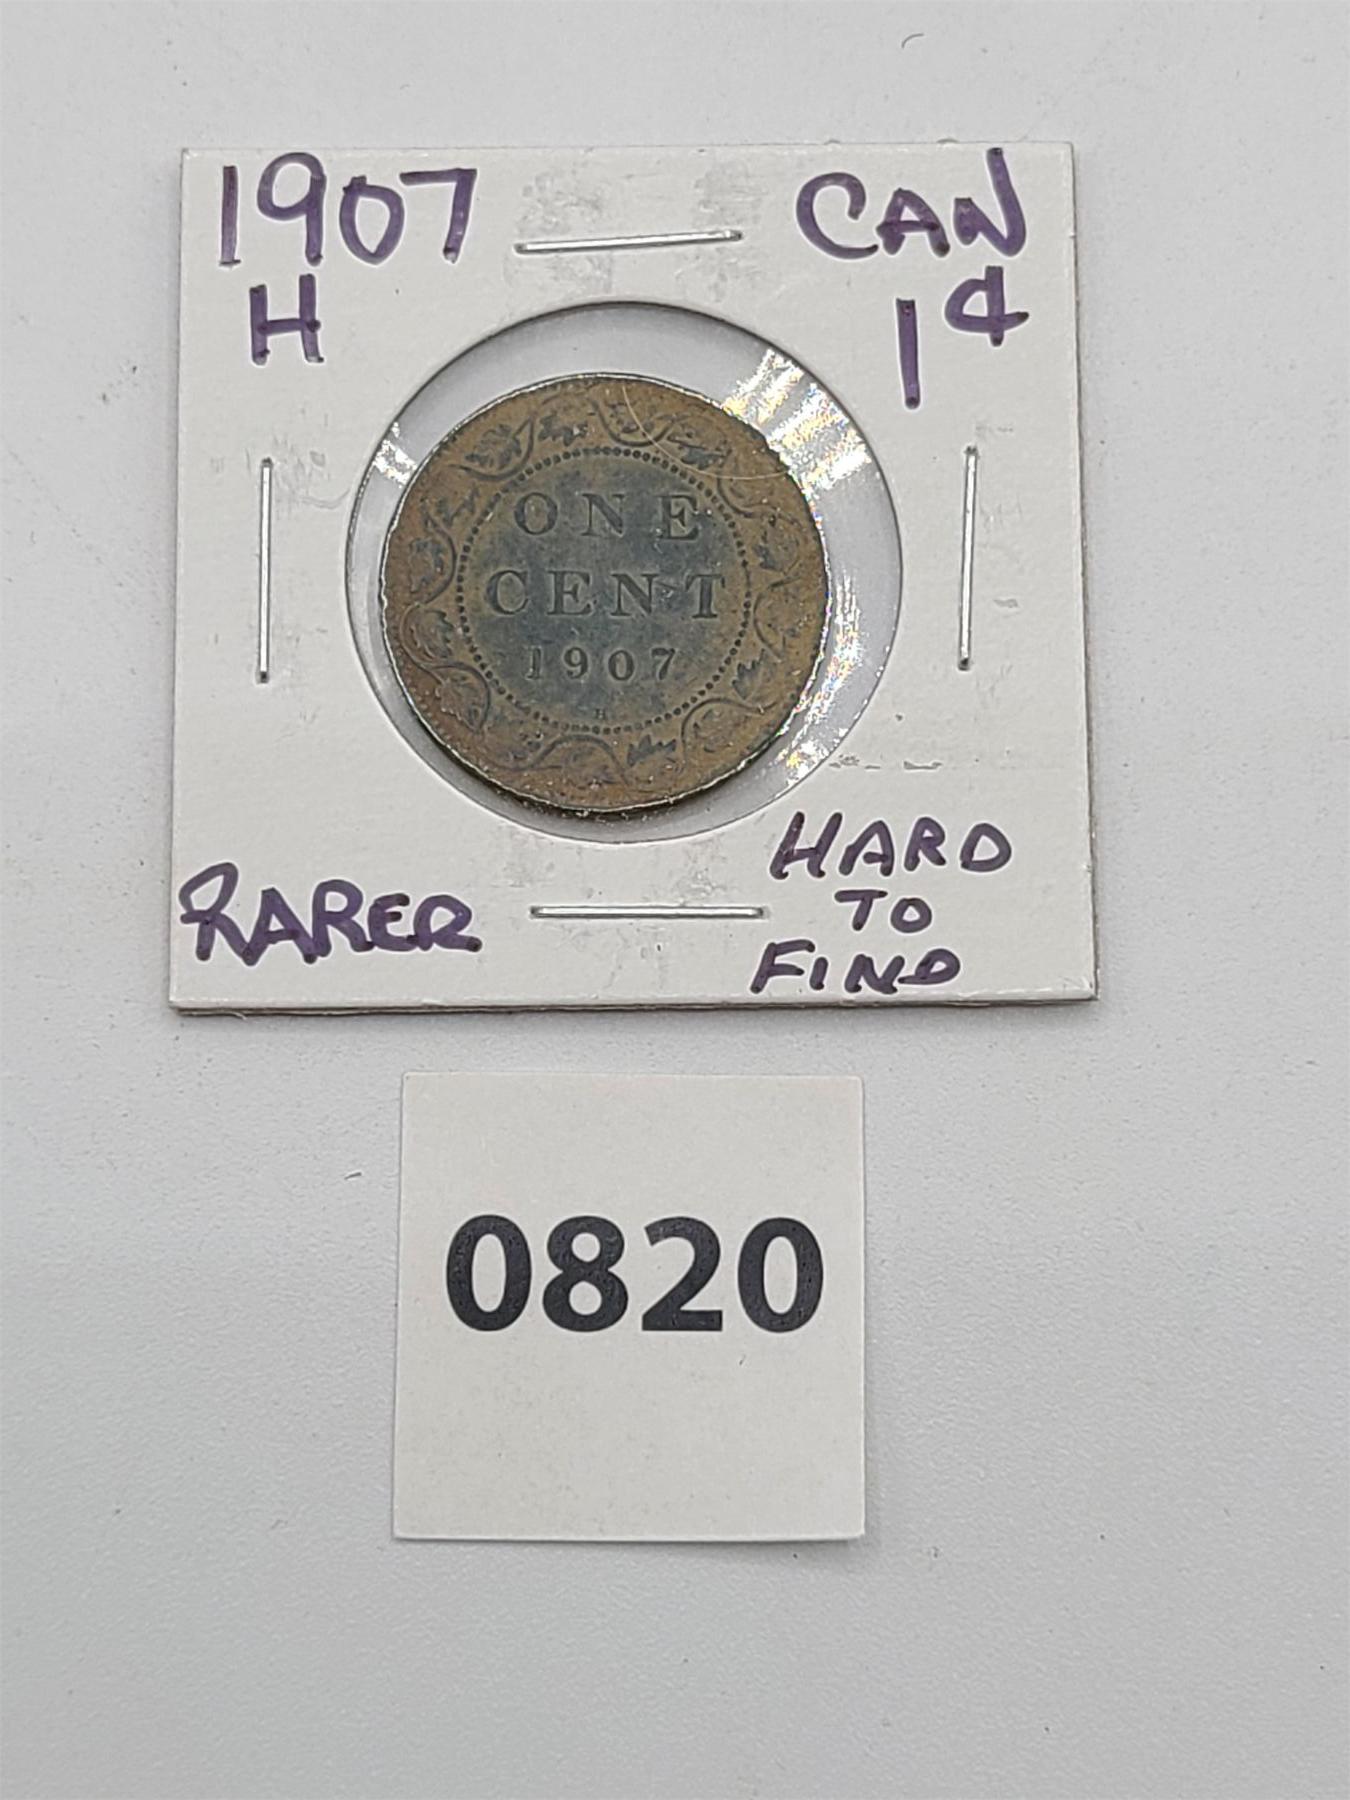 1907
H
CAN
1¢
ONE
CENT
1907
H
RARER
HARD
TO
FIND
0820